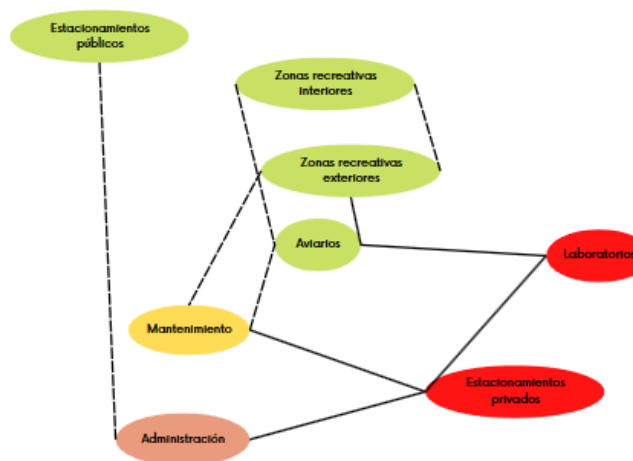 Estacionamientos
públicos
Zonas recreativas
interiores
Zonas recreativas
exteriores
Aviarios
Laboratorios
Mantenimiento
Estacionamientos
privados
Administración